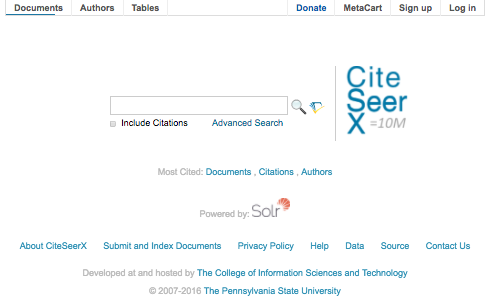 Documents Authors Tables Donate MetaCart Sign up Log in
Cite
Seer
X =10M
Include Citations Advanced Search
Most Cited: Documents , Citations , Authors
Powered by: Solr
About CiteSeerX Submit and Index Documents Privacy Policy Help Data Source Contact Us
Developed at and hosted by The College of Information Sciences and Technology
© 2007-2016 The Pennsylvania State University